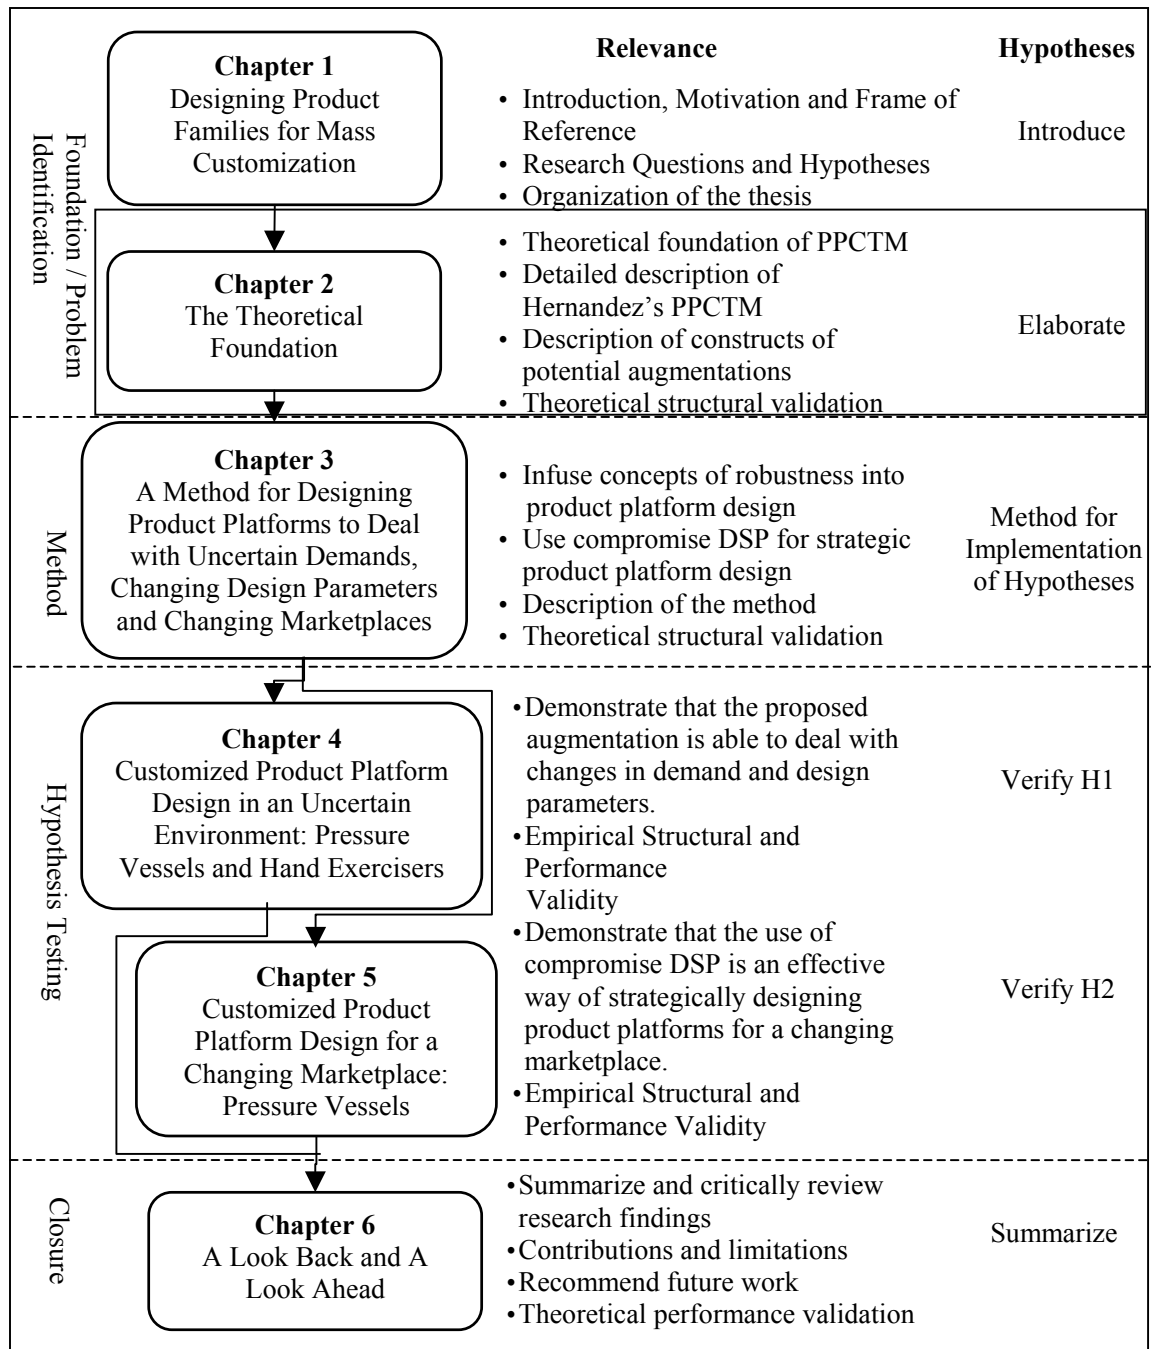 Relevance
Hypotheses
Foundation / Problem
Identification
Chapter 1
Designing Product
Families for Mass
Customization
• Introduction, Motivation and Frame of
Reference
• Research Questions and Hypotheses
• Organization of the thesis
Introduce
Chapter 2
The Theoretical
Foundation
• Theoretical foundation of PPCTM
• Detailed description of
Hernandez’s PPCTM
• Description of constructs of
potential augmentations
• Theoretical structural validation
Elaborate
Method
Chapter 3
A Method for Designing
Product Platforms to Deal
with Uncertain Demands,
Changing Design Parameters
and Changing Marketplaces
• Infuse concepts of robustness into
product platform design
• Use compromise DSP for strategic
product platform design
• Description of the method
• Theoretical structural validation
Method for
Implementation
of Hypotheses
Hypothesis Testing
Chapter 4
Customized Product Platform
Design in an Uncertain
Environment: Pressure
Vessels and Hand Exercisers
•Demonstrate that the proposed
augmentation is able to deal with
changes in demand and design
parameters.
•Empirical Structural and
Performance
Validity
Verify H1
Chapter 5
Customized Product
Platform Design for a
Changing Marketplace:
Pressure Vessels
•Demonstrate that the use of
compromise DSP is an effective
way of strategically designing
product platforms for a changing
marketplace.
•Empirical Structural and
Performance Validity
Verify H2
Closure
Chapter 6
A Look Back and A
Look Ahead
•Summarize and critically review
research findings
•Contributions and limitations
•Recommend future work
•Theoretical performance validation
Summarize